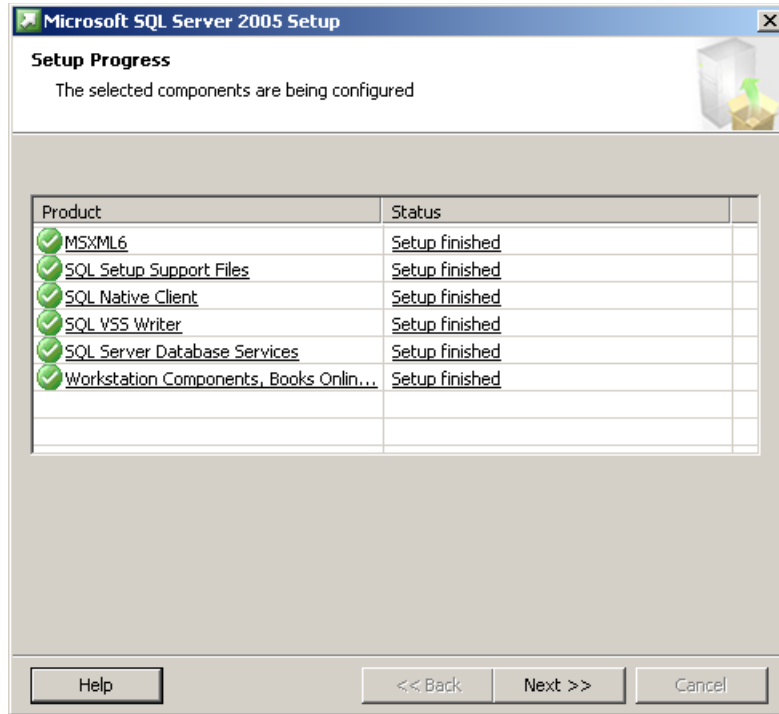 Microsoft SQL Server 2005 Setup
Setup Progress
The selected components are being configured
Product Status
MSXML6 Setup finished
SQL Setup Support Files Setup finished
SQL Native Client Setup finished
SQL VSS Writer Setup finished
SQL Server Database Services Setup finished
Workstation Components, Books Onlin... Setup finished
Help << Back Next >> Cancel